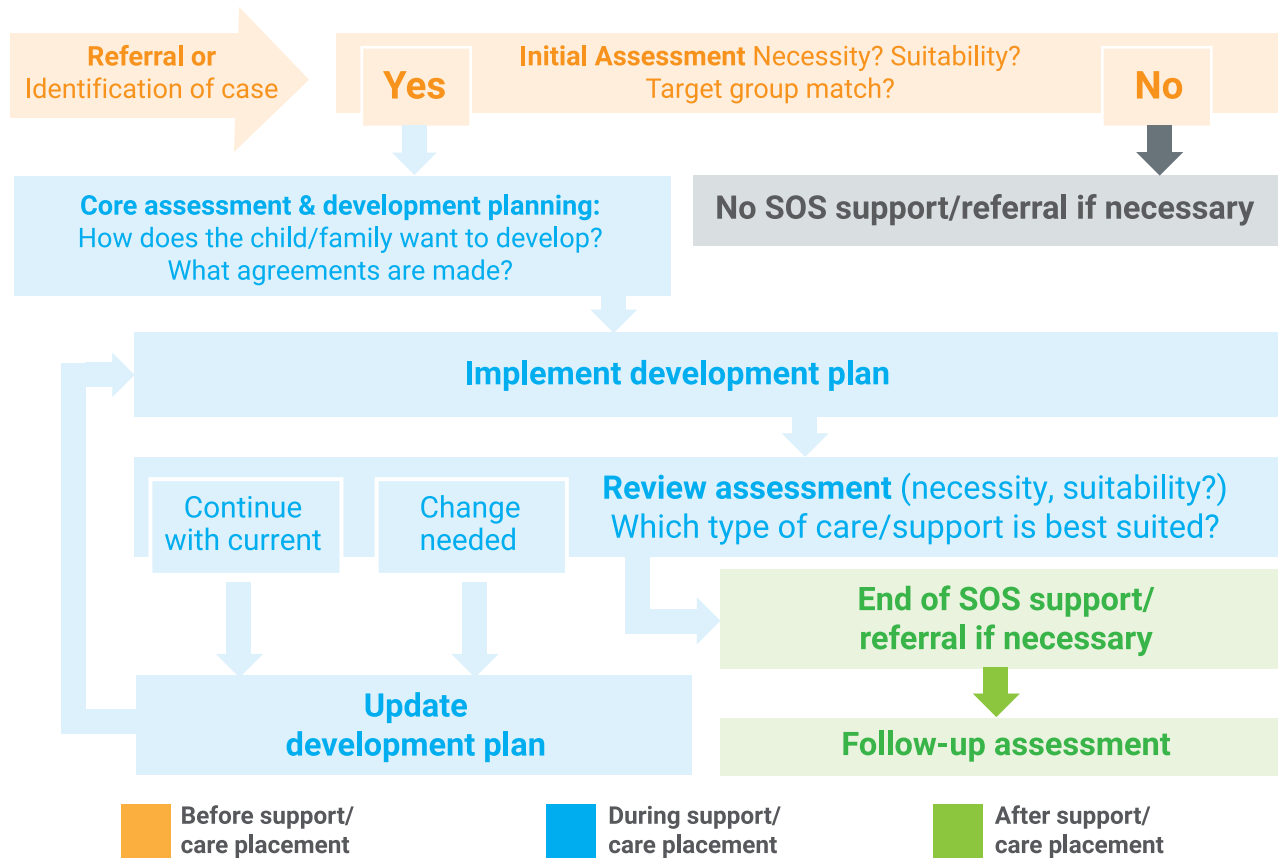 Referral or
Identification of case
Initial Assessment Necessity? Suitability?
Target group match?
Yes
No
Core assessment & development planning:
How does the child/family want to develop?
What agreements are made?
No SOS support/referral if necessary
Implement development plan
Continue
with current
Change
needed
Review assessment (necessity, suitability?)
Which type of care/support is best suited?
End of SOS support/
referral if necessary
Update
development plan
Follow-up assessment
Before support/
care placement
During support/
care placement
After support/
care placement